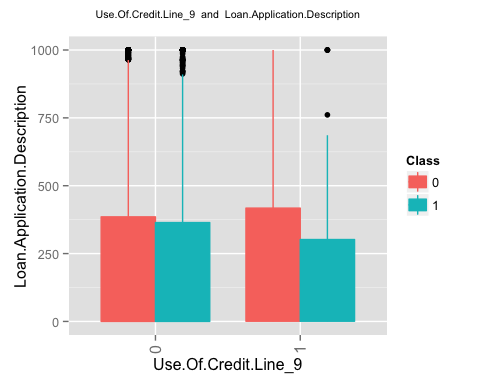 Use.Of.Credit.Line_9 and Loan.Application.Description
1000
750
500
250
0
Loan.Application.Description
0
1
Use.Of.Credit.Line_9
Class
0
1